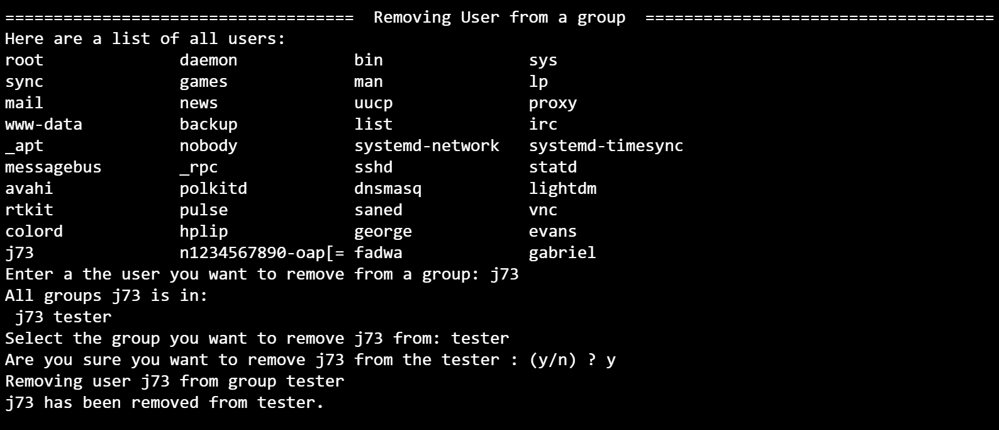 ==================================== Removing User from a group ====================================
Here are a list of all users:
root daemon bin sys
sync games man lp
mail news uucp proxy
www-data backup list irc
_apt nobody systemd-network systemd-timesync
messagebus _rpc sshd statd
avahi polkitd dnsmasq lightdm
rtkit pulse saned vnc
colord hplip george evans
j73 n1234567890-oap[= fadwa gabriel
Enter a the user you want to remove from a group: j73
All groups j73 is in:
j73 tester
Select the group you want to remove j73 from: tester
Are you sure you want to remove j73 from the tester : (y/n) ? y
Removing user j73 from group tester
j73 has been removed from tester.